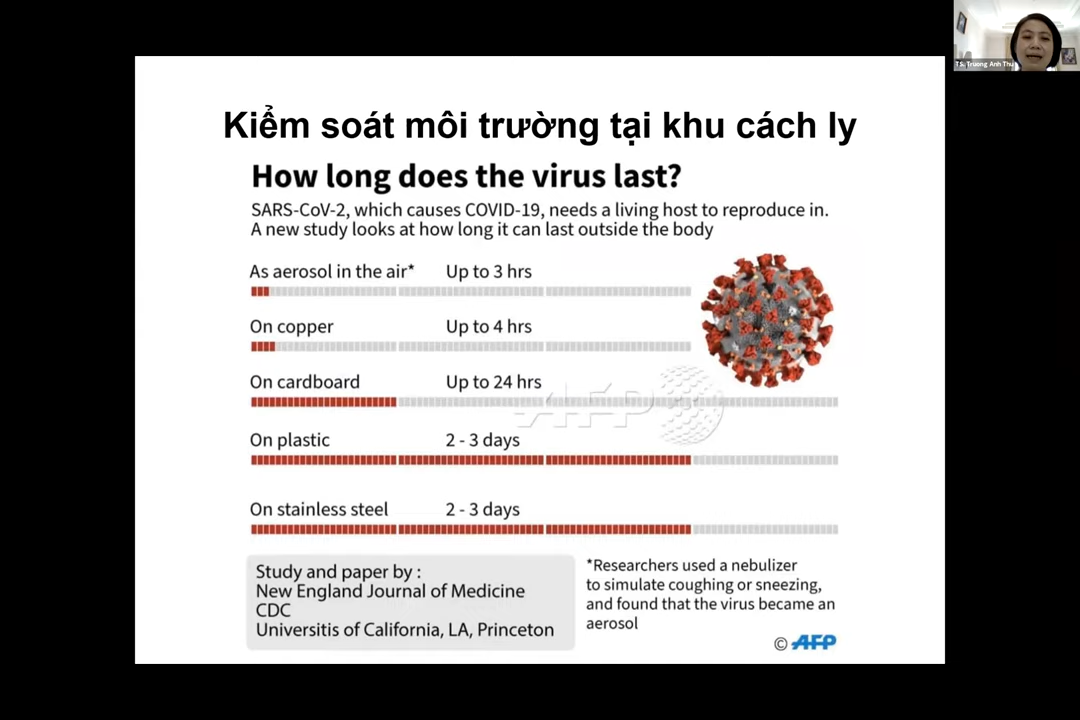 TS. Trương Anh Thư
Kiểm soát môi trường tại khu cách ly
How long does the virus last?
SARS-CoV-2, which causes COVID-19, needs a living host to reproduce in.
A new study looks at how long it can last outside the body
As aerosol in the air* Up to 3 hrs
On copper Up to 4 hrs
On cardboard Up to 24 hrs
AFP
On plastic 2 - 3 days
On stainless steel 2 - 3 days
Study and paper by :
New England Journal of Medicine
CDC
Universitis of California, LA, Princeton
*Researchers used a nebulizer
to simulate coughing or sneezing,
and found that the virus became an
aerosol
© AFP